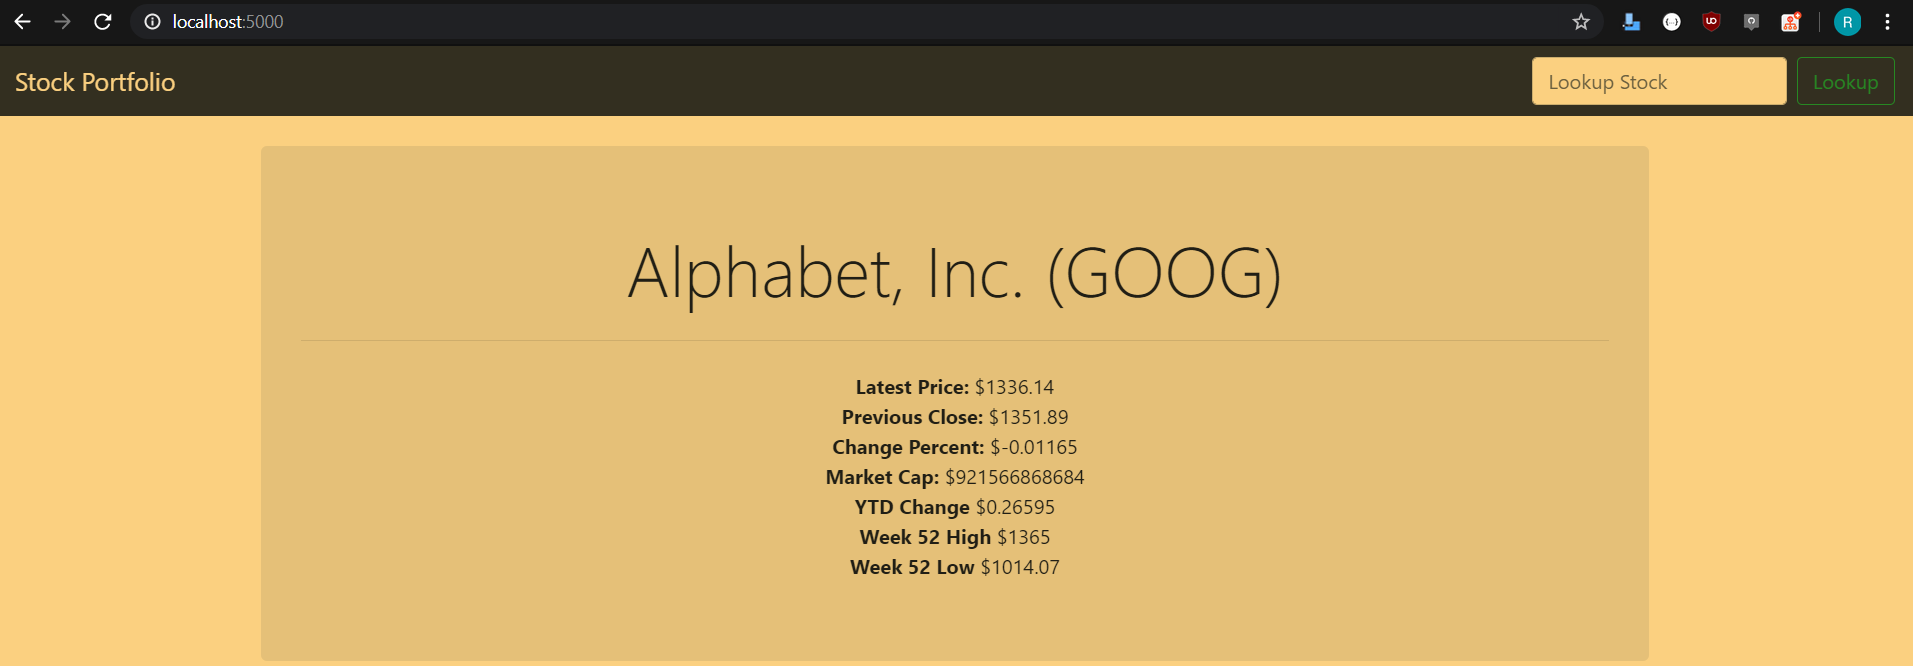 localhost:5000
R
Stock Portfolio
Lookup Stock
Lookup
Alphabet, Inc. (GOOG)
Latest Price: $1336.14
Previous Close: $1351.89
Change Percent: $-0.01165
Market Cap: $921566868684
YTD Change $0.26595
Week 52 High $1365
Week 52 Low $1014.07